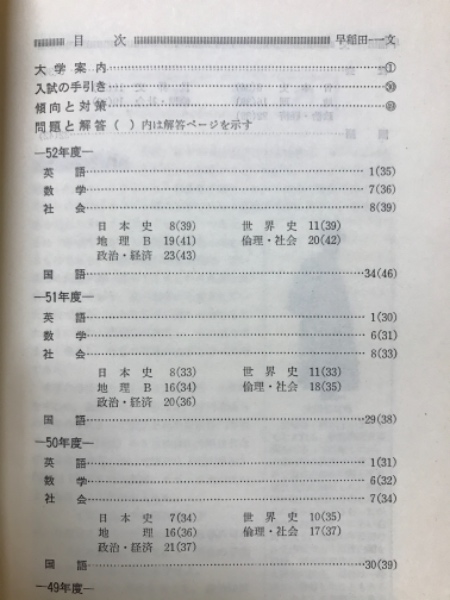 目次 早稲田—一文
大学案内……①
入試の手引き……㊿
傾向と対策……
問題と解答（ ）内は解答ページを示す
—52年度—
英語……1(35)
数学……7(36)
社会……8(39)
日本史 8(39) 世界史 11(39)
地理B 19(41) 倫理・社会 20(42)
政治・経済 23(43)
国語……34(46)
—51年度—
英語……1(30)
数学……6(31)
社会……8(33)
日本史 8(33) 世界史 11(33)
地理B 16(34) 倫理・社会 18(35)
政治・経済 20(36)
国語……29(38)
—50年度—
英語……1(31)
数学……6(32)
社会……7(34)
日本史 7(34) 世界史 10(35)
地理 16(36) 倫理・社会 17(37)
政治・経済 21(37)
国語……30(39)
—49年度—